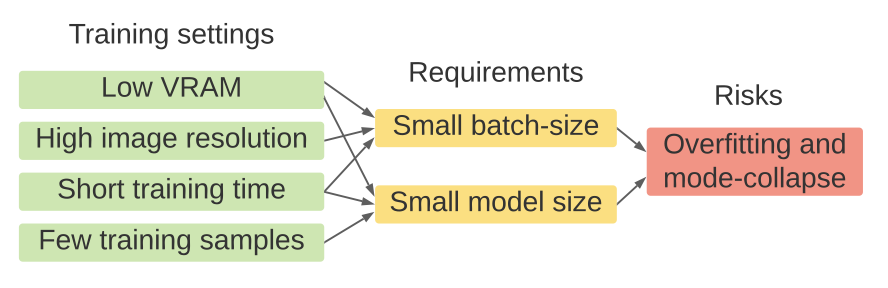 Training settings
Low VRAM
High image resolution
Short training time
Few training samples
Requirements
Small batch-size
Small model size
Risks
Overfitting and
mode-collapse